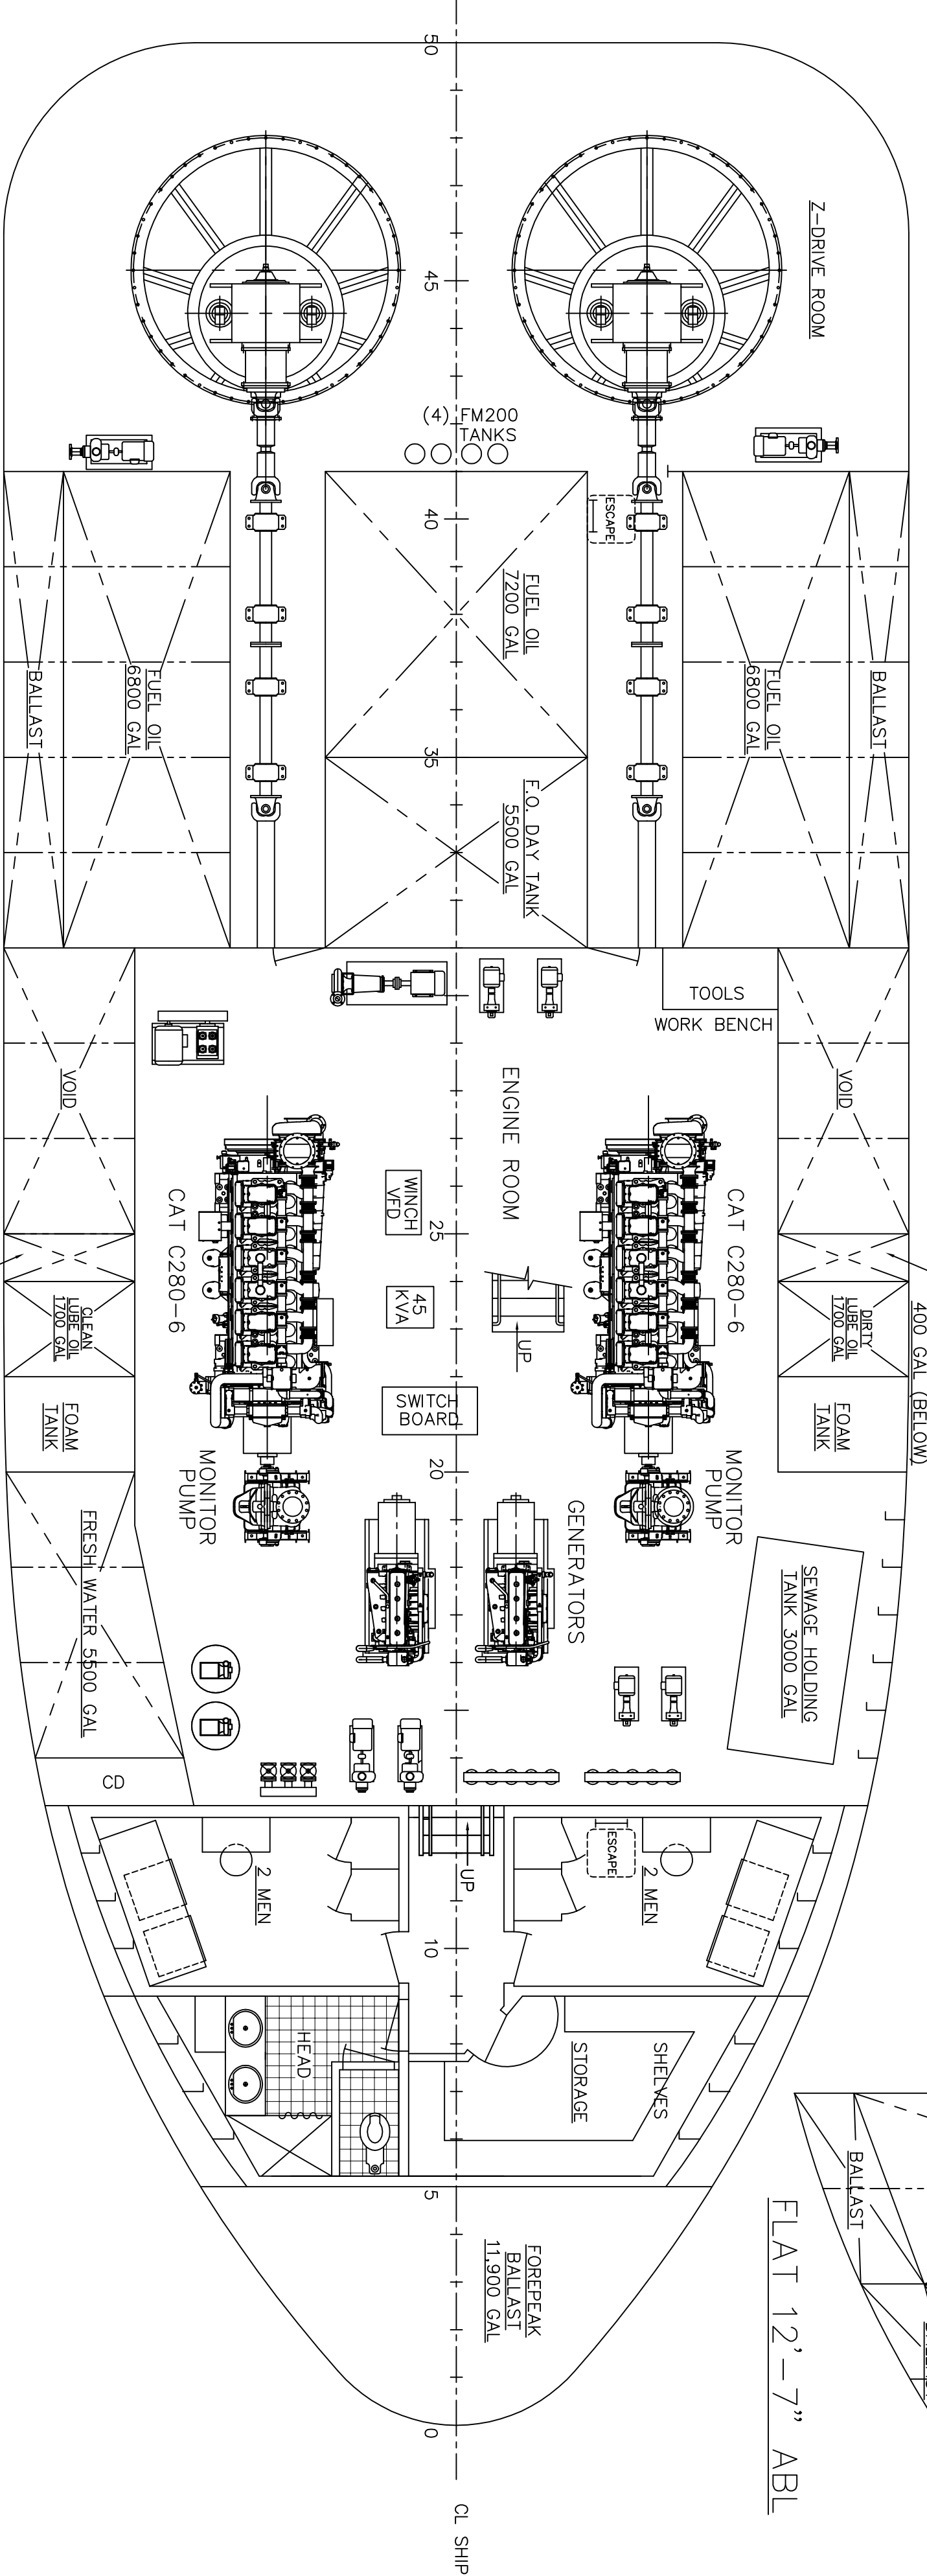 50
Z-DRIVE ROOM
45
(4) FM200
TANKS
40
ESCAPE
FUEL OIL
7200 GAL
BALLAST
FUEL OIL
6800 GAL
FUEL OIL
6800 GAL
BALLAST
35
F.O. DAY TANK
5500 GAL
TOOLS
WORK BENCH
VOID
VOID
ENGINE ROOM
CAT C280-6
CAT C280-6
WINCH
VFD
25
45
KVA
UP
400 GAL (BELOW)
DIRTY
LUBE OIL
1700 GAL
CLEAN
LUBE OIL
1700 GAL
SWITCH
BOARD
FOAM
TANK
FOAM
TANK
20
MONITOR
PUMP
MONITOR
PUMP
GENERATORS
SEWAGE HOLDING
TANK 3000 GAL
FRESH WATER 5500 GAL
CD
UP
ESCAPE
2 MEN
2 MEN
10
HEAD
STORAGE
SHELVES
BALLAST
5
FOREPEAK
BALLAST
11,900 GAL
FLAT 12'-7" ABL
0
CL SHIP